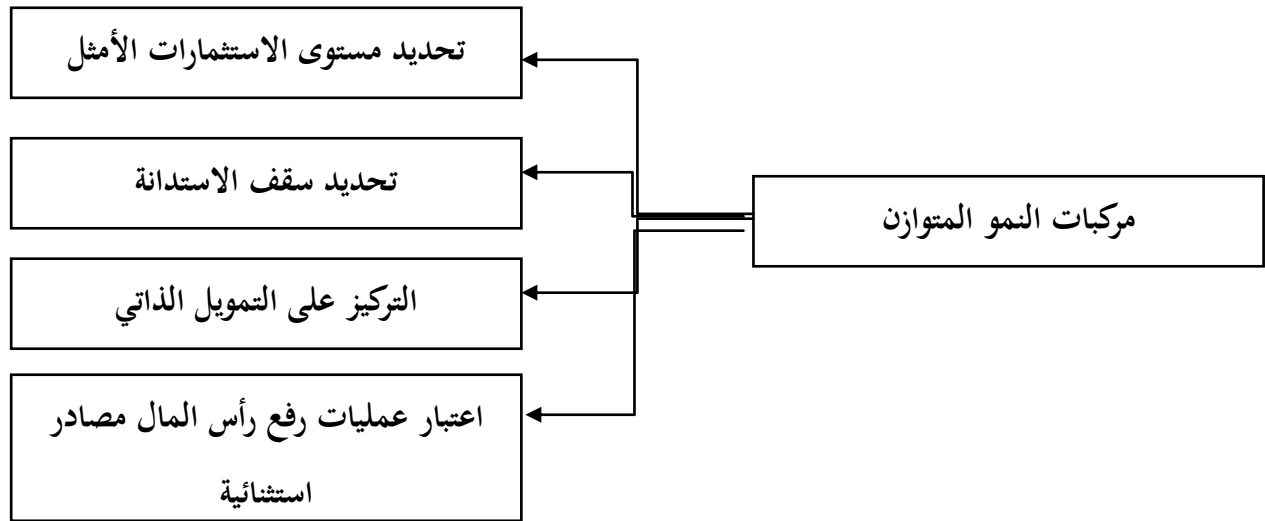 مركبات النمو المتوازن
تحديد مستوى الاستثمارات الأمثل
تحديد سقف الاستدانة
التركيز على التمويل الذاتي
اعتبار عمليات رفع رأس المال مصادر
استثنائية